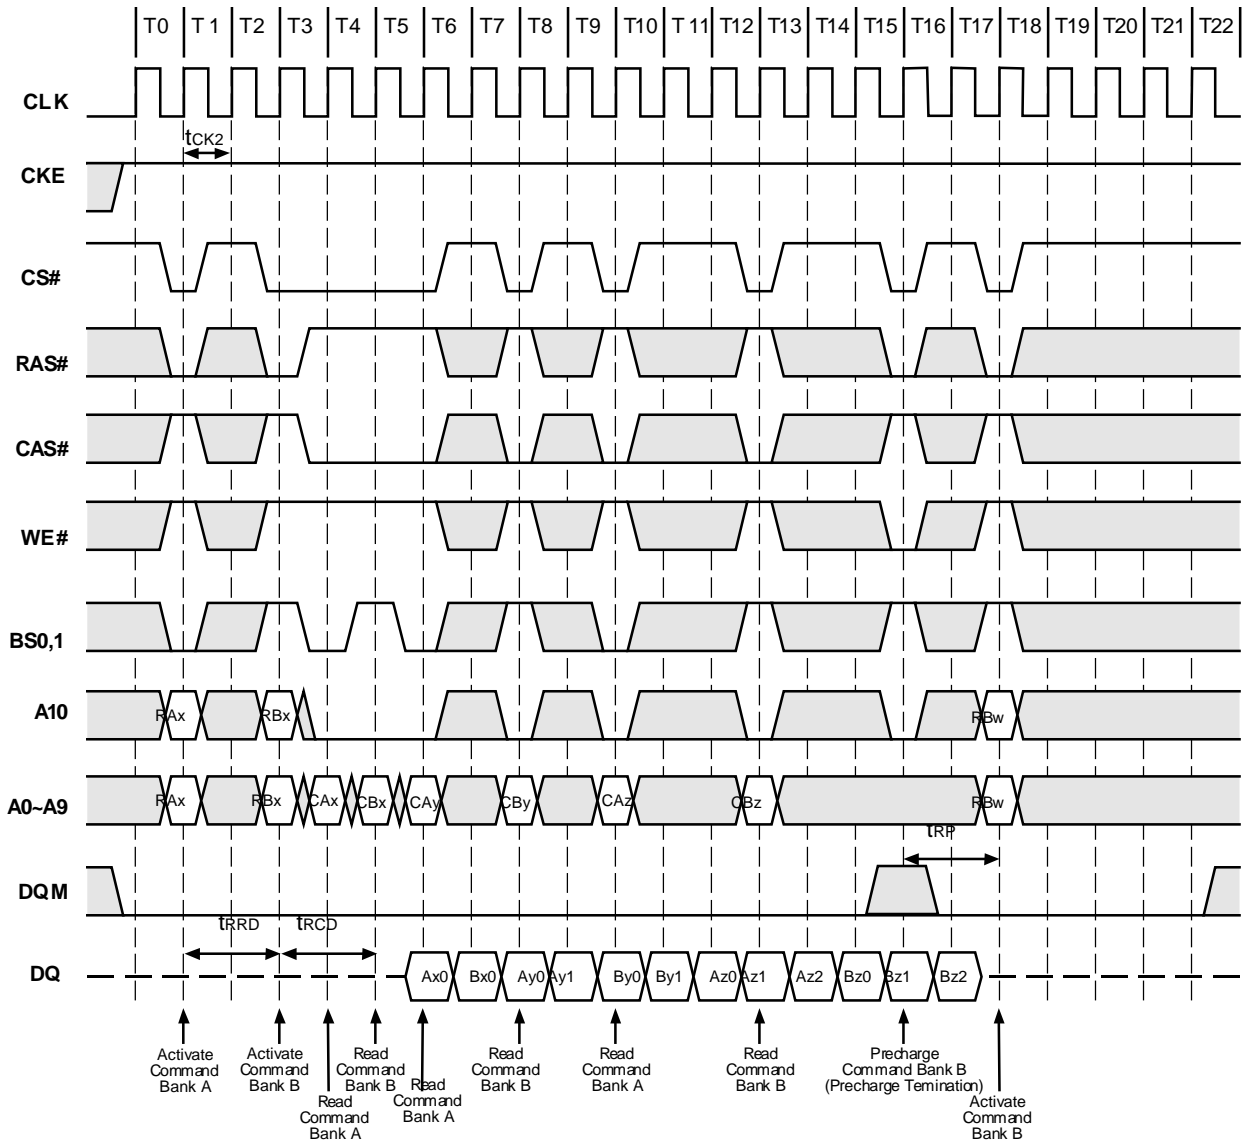 T0 T 1 T2 T3 T4 T5 T6 T7 T8 T9 T10 T 11 T12 T13 T14 T15 T16 T17 T18 T19 T20 T21 T22
CLK
tCK2
CKE
CS#
RAS#
CAS#
WE#
BS0,1
A10
RAx RBx RBw
A0~A9
RAx RBx CAx CBx CAy CBy CAz CBz RBw
tRP
DQM
tRRD tRCD
DQ
Ax0 Bx0 Ay0 Ay1 By0 By1 Az0 Az1 Az2 Bz0 Bz1 Bz2
Activate
Command
Bank A
Activate
Command
Bank B
Read
Command
Bank A
Read
Command
Bank B
Read
Command
Bank A
Read
Command
Bank B
Read
Command
Bank A
Read
Command
Bank B
Precharge
Command Bank B
(Precharge Temination)
Activate
Command
Bank B